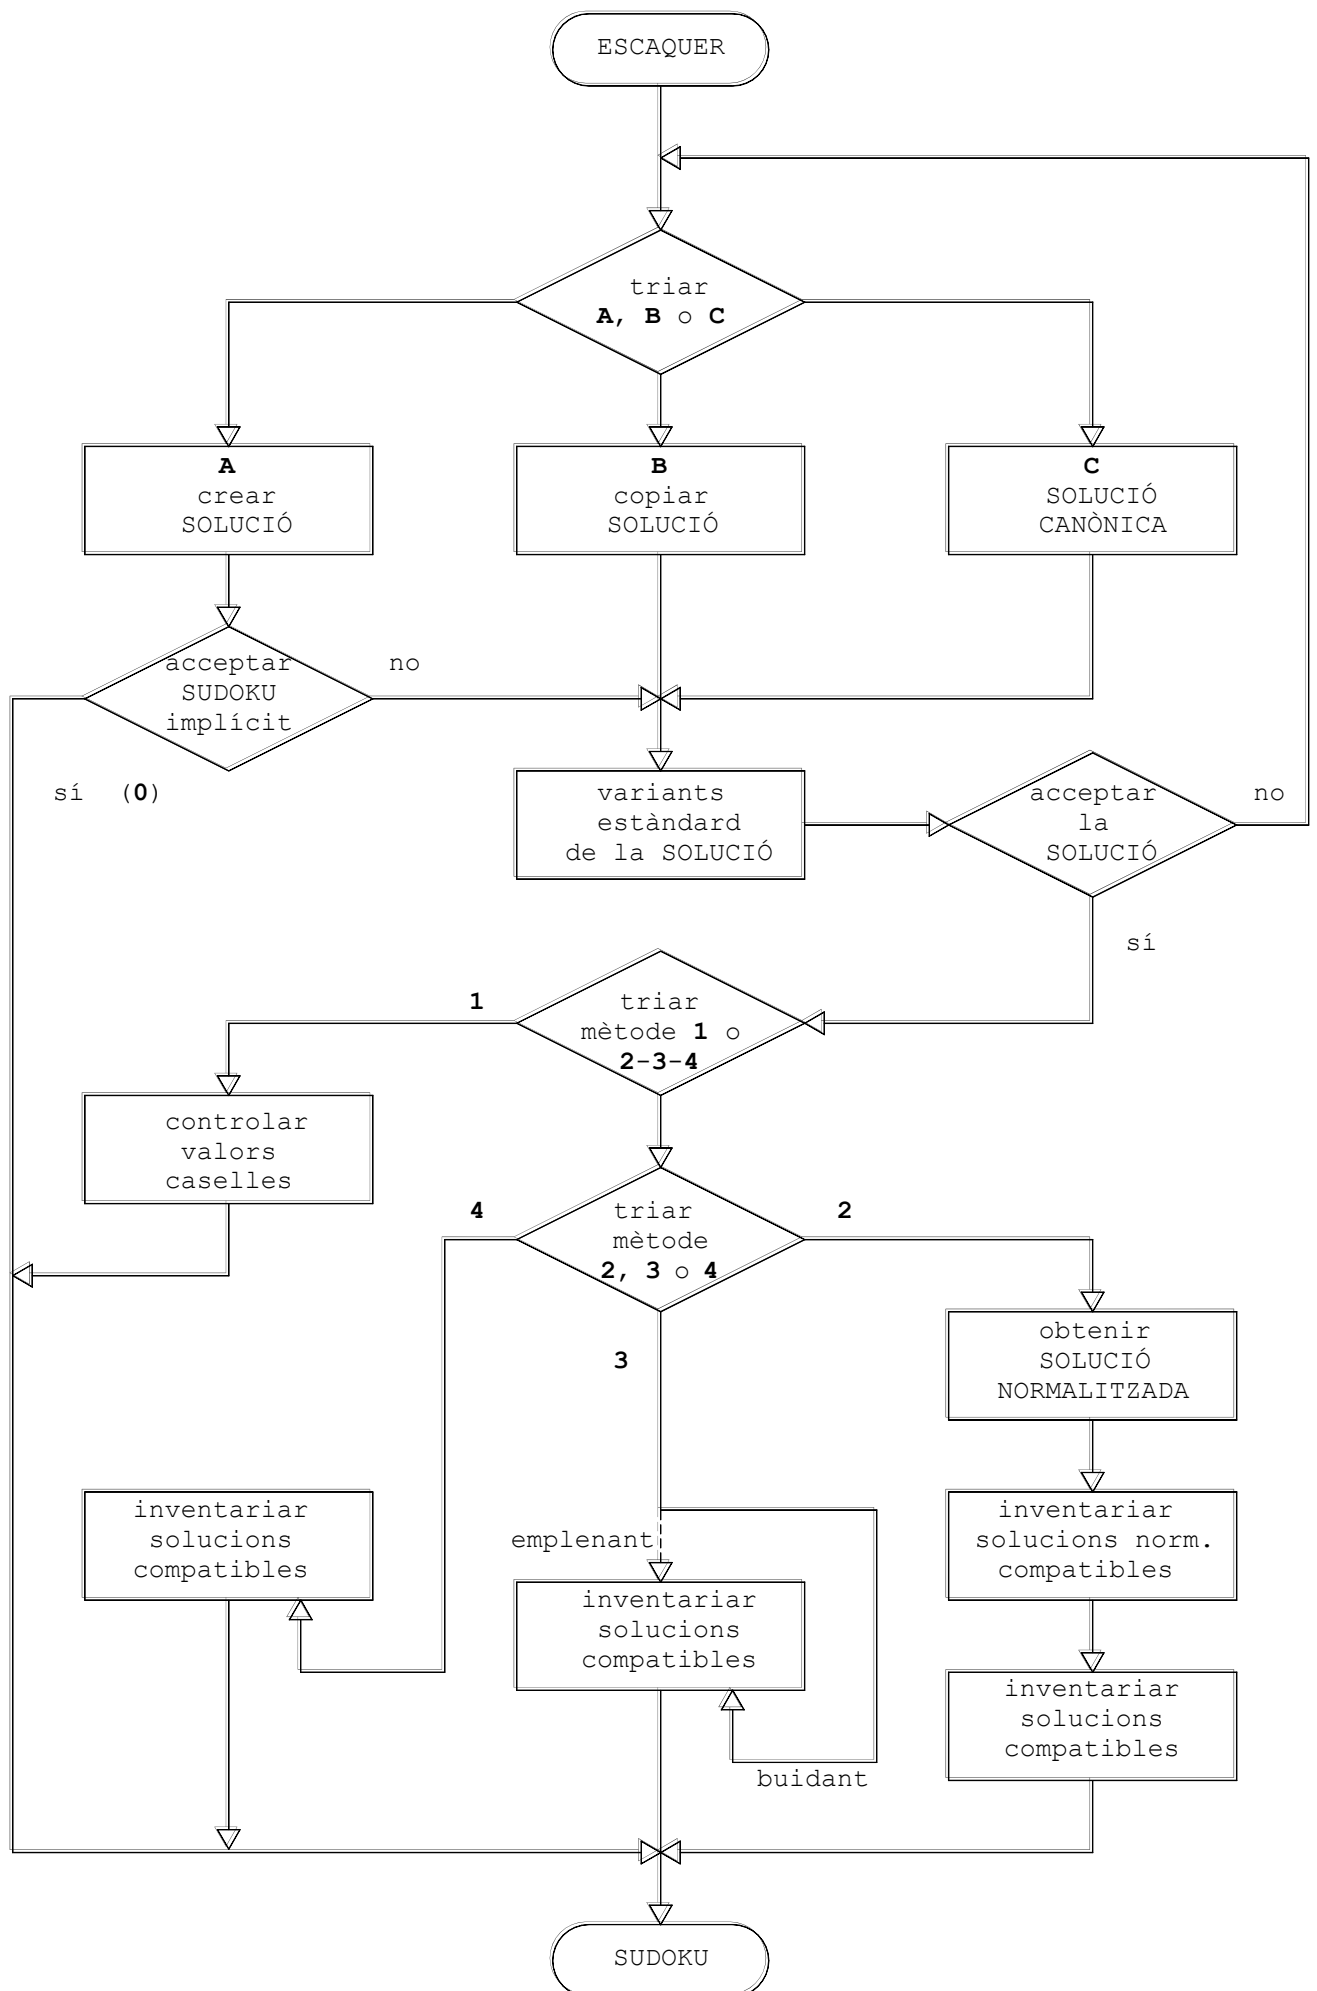 ESCAQUER
triar
A, B o C
A
crear
SOLUCIÓ
B
copiar
SOLUCIÓ
C
SOLUCIÓ
CANÒNICA
acceptar
SUDOKU
implícit
no
sí (0)
variants
estàndard
de la SOLUCIÓ
acceptar
la
SOLUCIÓ
no
sí
triar
mètode 1 o
2-3-4
1
controlar
valors
caselles
triar
mètode
2, 3 o 4
4
2
3
obtenir
SOLUCIÓ
NORMALITZADA
inventariar
solucions
compatibles
emplenant
inventariar
solucions
compatibles
buidant
inventariar
solucions norm.
compatibles
inventariar
solucions
compatibles
SUDOKU